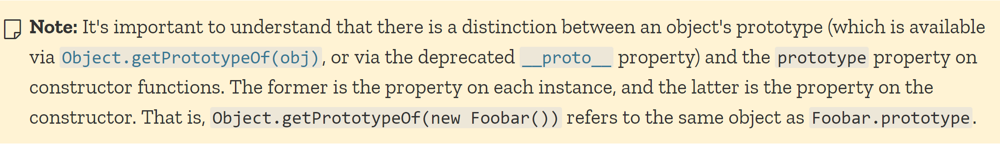 Note: It's important to understand that there is a distinction between an object's prototype (which is available
via Object.getPrototypeOf(obj), or via the deprecated __proto__ property) and the prototype property on
constructor functions. The former is the property on each instance, and the latter is the property on the
constructor. That is, Object.getPrototypeOf(new Foobar()) refers to the same object as Foobar.prototype.